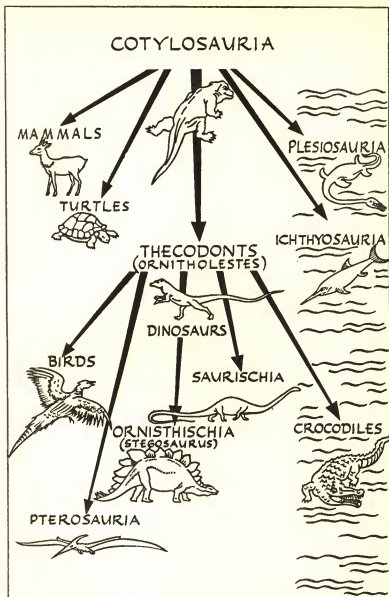 COTYLOSAURIA
MAMMALS
PLESIOSAURIA
TURTLES
ICHTHYOSAURIA
THECODONTS
(ORNITHOLESTES)
DINOSAURS
BIRDS
SAURISCHIA
ORNISTHISCHIA
(STEGOSAURUS)
CROCODILES
PTEROSAURIA